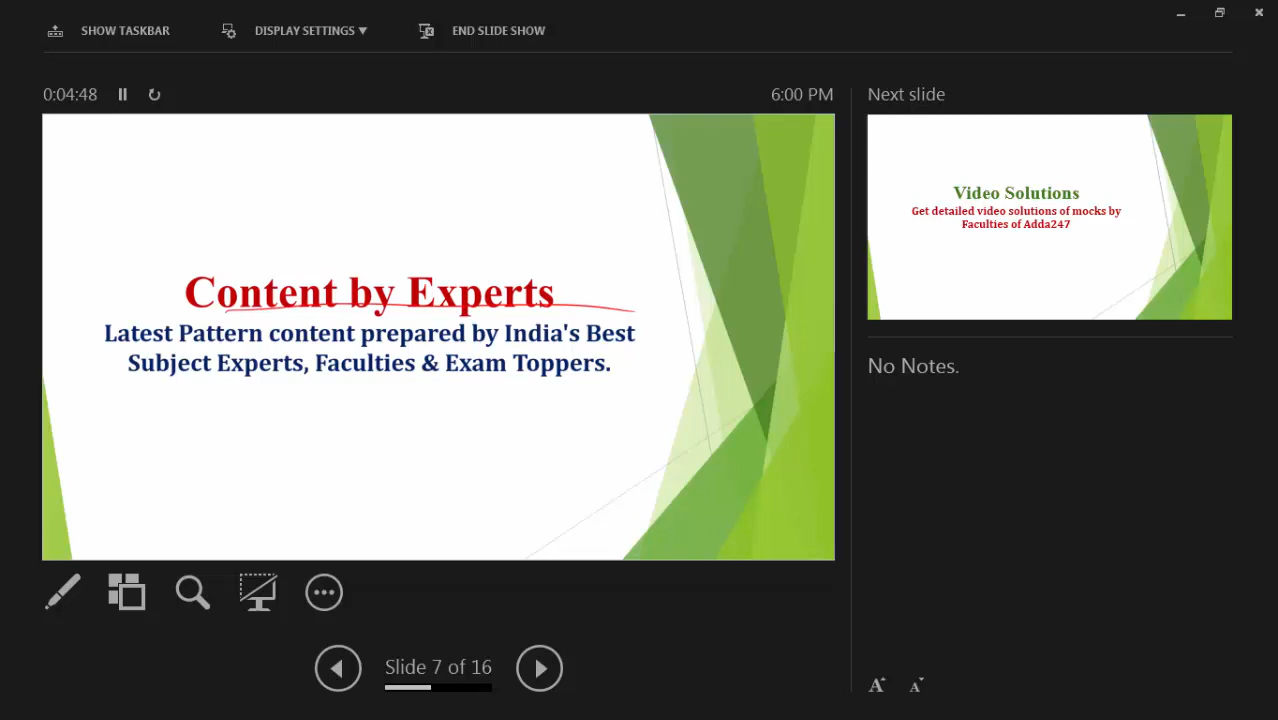 SHOW TASKBAR
DISPLAY SETTINGS ▼
END SLIDE SHOW
0:04:48
6:00 PM
Content by Experts
Latest Pattern content prepared by India's Best
Subject Experts, Faculties & Exam Toppers.
Next slide
Video Solutions
Get detailed video solutions of mocks by
Faculties of Adda247
No Notes.
Slide 7 of 16
A A